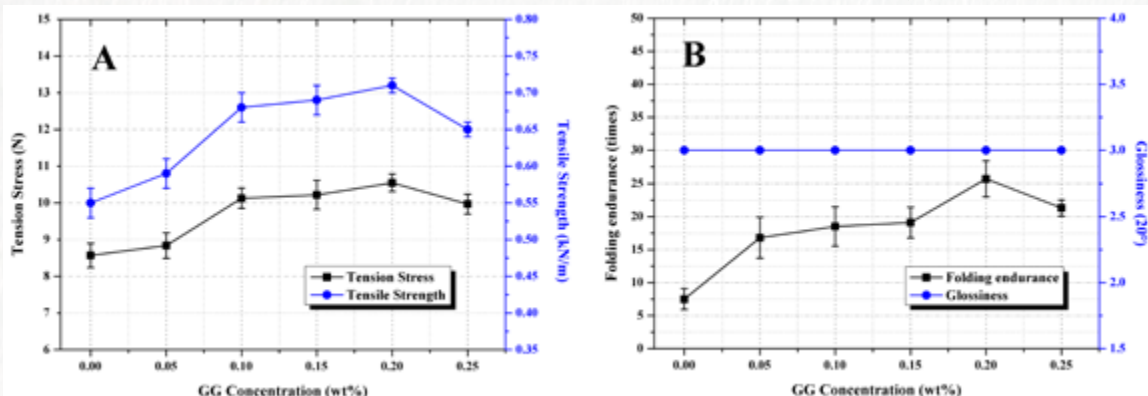 A
Tension Stress (N)
15
14
13
12
11
10
9
8
7
6
0.80
0.75
0.70
0.65
0.60
0.55
0.50
0.45
0.40
0.35
Tensile Strength (kN/m)
Tension Stress
Tensile Strength
0.00 0.05 0.10 0.15 0.20 0.25
GG Concentration (wt%)
B
Folding endurance (times)
50
45
40
35
30
25
20
15
10
5
0
4.0
3.5
3.0
2.5
2.0
1.5
Glossiness (20°)
Folding endurance
Glossiness
0.00 0.05 0.10 0.15 0.20 0.25
GG Concentration (wt%)